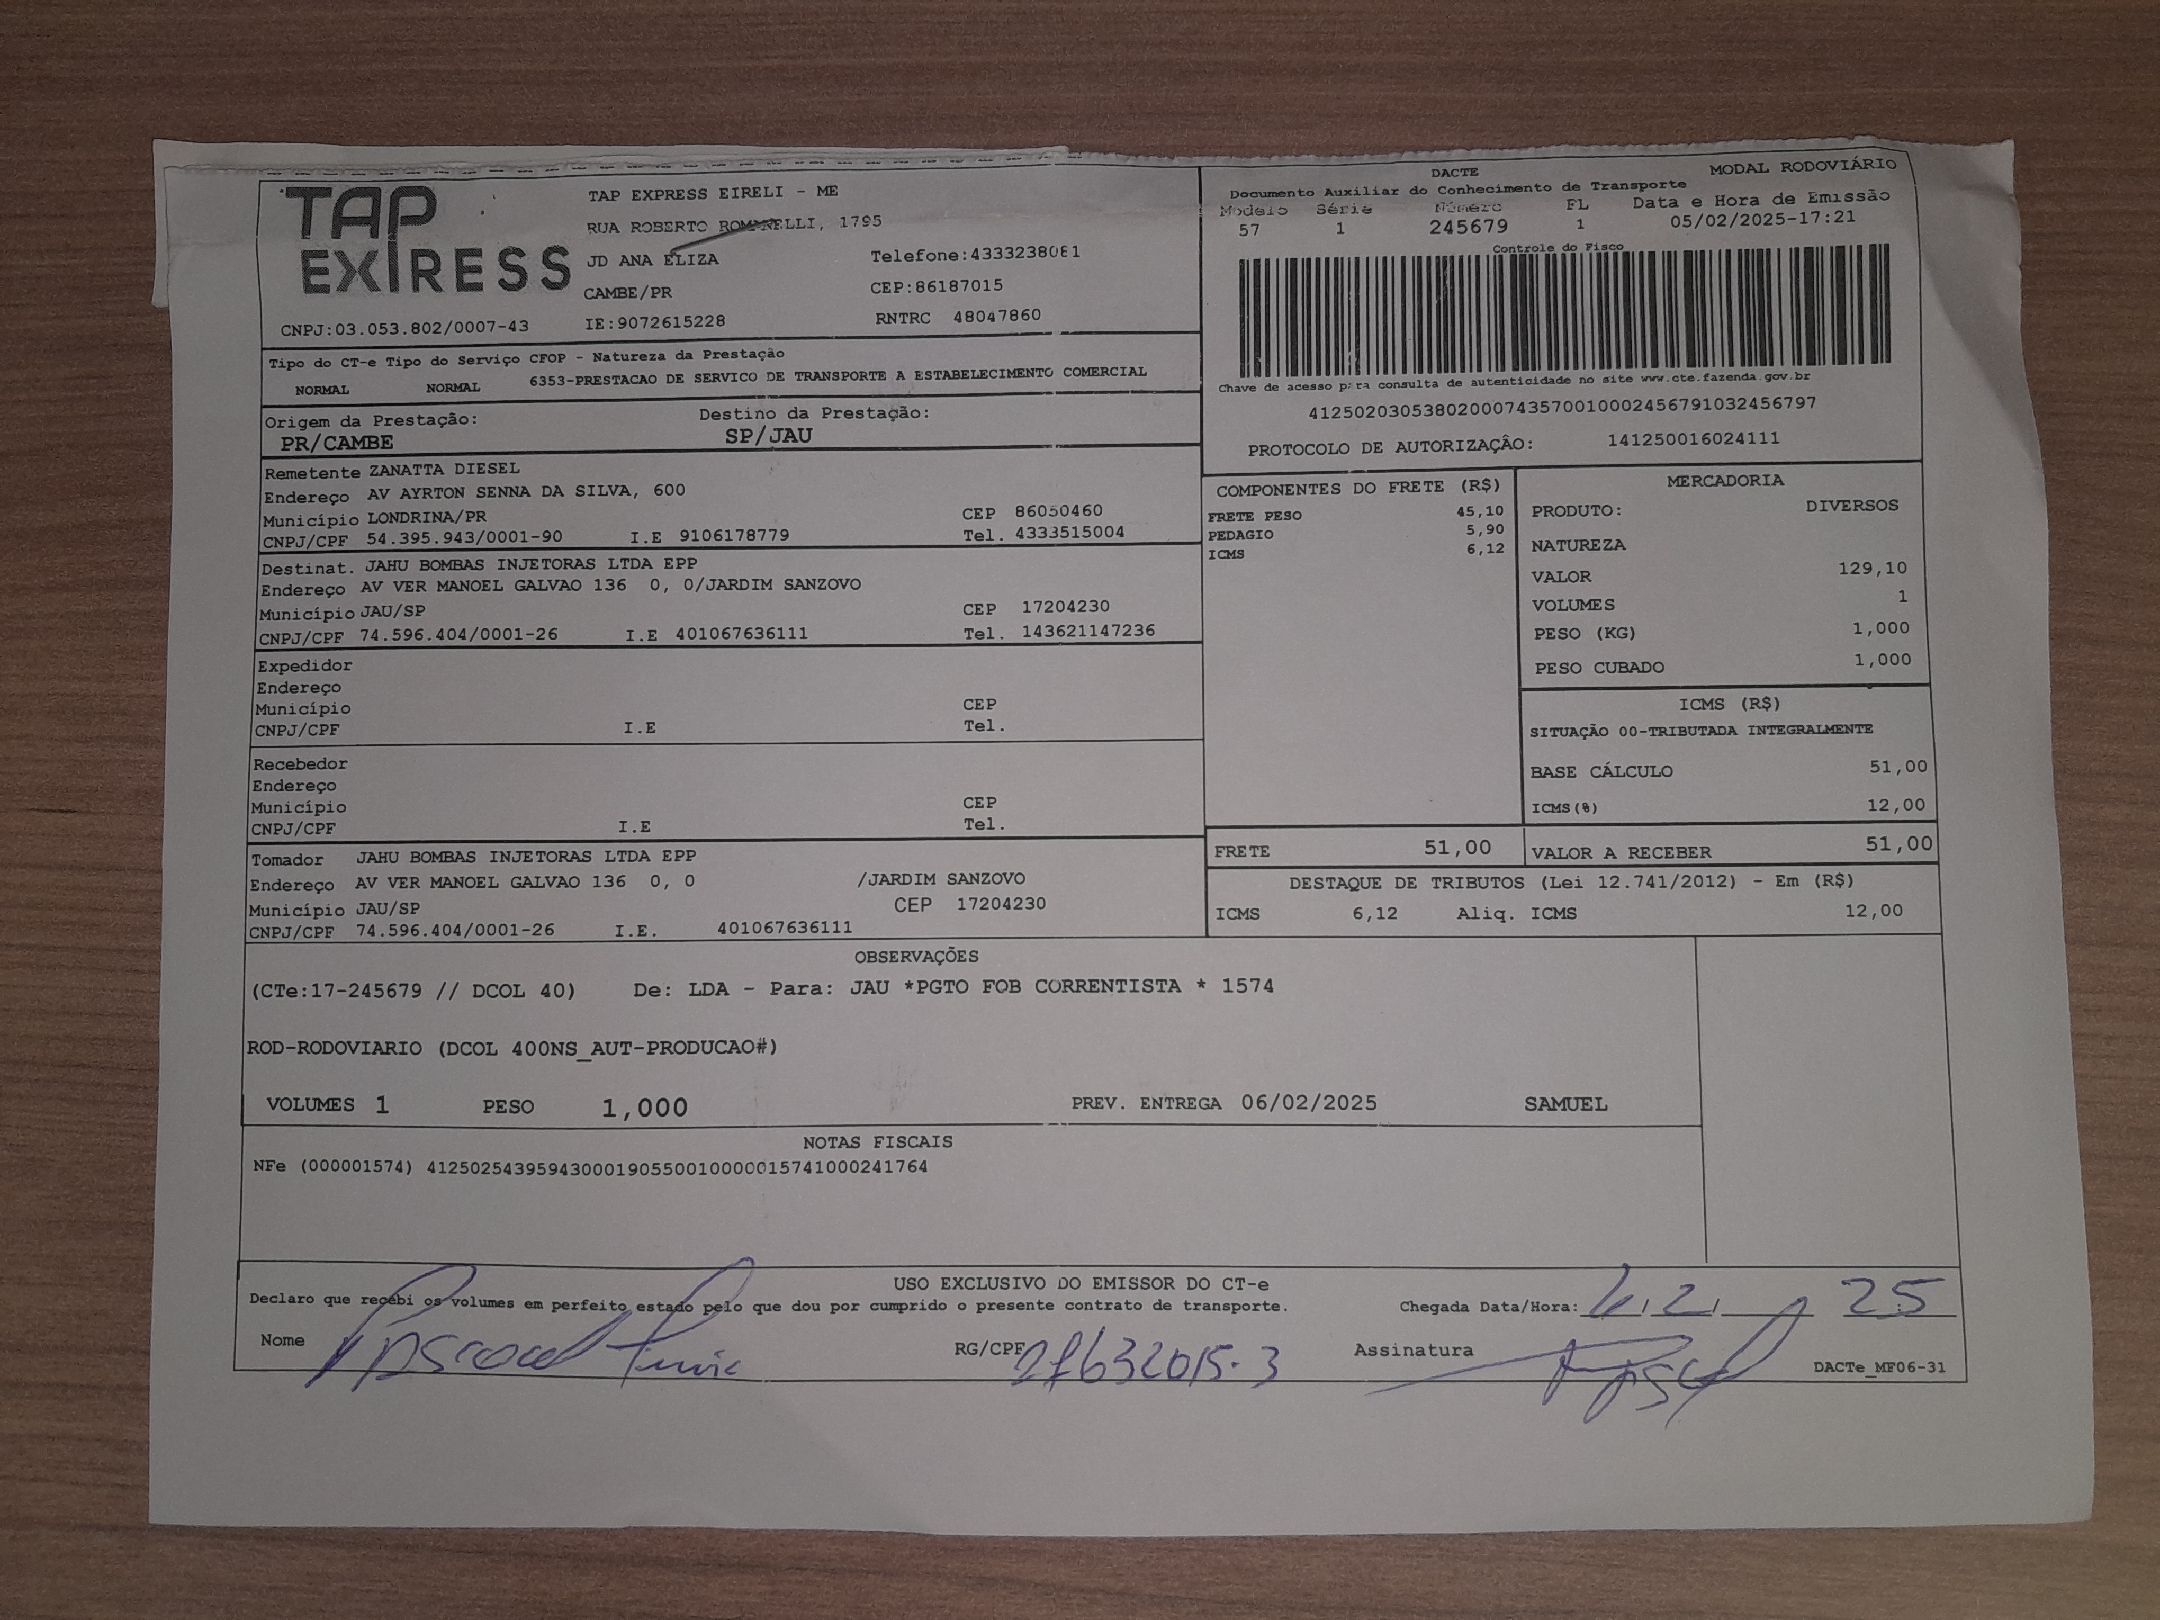 TAP
EXPRESS
TAP EXPRESS EIRELI - ME
RUA ROBERTO 1795
JD ANA ELIZA
Telefone:4333238081
CAMBE/PR
CEP:86187015
CNPJ:03.053.802/0007-43
IE:9072615228
RNTRC 48047860
DACTE
MODAL RODOVIÁRIO
Documento Auxiliar do Conhecimento de Transporte
Modelo Série Número FL Data e Hora de Emissão
57 1 245679 1 05/02/2025-17:21
Controle do Fisco
Chave de acesso para consulta de autenticidade no site www.cte.fazenda.gov.br
41250203053802000743570010002456791032456797
PROTOCOLO DE AUTORIZAÇÂO: 141250016024111
Tipo do CT-e Tipo do Serviço CFOP - Natureza da Prestação
NORMAL NORMAL 6353-PRESTACAO DE SERVICO DE TRANSPORTE A ESTABELECIMENTO COMERCIAL
Origem da Prestação: Destino da Prestação:
PR/CAMBE SP/JAU
Remetente ZANATTA DIESEL
Endereço AV AYRTON SENNA DA SILVA, 600
Município LONDRINA/PR CEP 86050460
CNPJ/CPF 54.395.943/0001-90 I.E 9106178779 Tel. 4333515004
Destinat. JAHU BOMBAS INJETORAS LTDA EPP
Endereço AV VER MANOEL GALVAO 136 0, 0/JARDIM SANZOVO
Município JAU/SP CEP 17204230
CNPJ/CPF 74.596.404/0001-26 I.E 401067636111 Tel. 143621147236
Expedidor
Endereço
Município CEP
CNPJ/CPF I.E Tel.
Recebedor
Endereço
Município CEP
CNPJ/CPF I.E Tel.
Tomador JAHU BOMBAS INJETORAS LTDA EPP
Endereço AV VER MANOEL GALVAO 136 0, 0 /JARDIM SANZOVO
Município JAU/SP CEP 17204230
CNPJ/CPF 74.596.404/0001-26 I.E. 401067636111
COMPONENTES DO FRETE (R$)
FRETE PESO 45,10
PEDAGIO 5,90
ICMS 6,12
MERCADORIA
PRODUTO: DIVERSOS
NATUREZA
VALOR 129,10
VOLUMES 1
PESO (KG) 1,000
PESO CUBADO 1,000
ICMS (R$)
SITUAÇÃO 00-TRIBUTADA INTEGRALMENTE
BASE CÁLCULO 51,00
ICMS(%) 12,00
FRETE 51,00 VALOR A RECEBER 51,00
DESTAQUE DE TRIBUTOS (Lei 12.741/2012) - Em (R$)
ICMS 6,12 Aliq. ICMS 12,00
OBSERVAÇÕES
(CTe:17-245679 // DCOL 40) De: LDA - Para: JAU *PGTO FOB CORRENTISTA * 1574
ROD-RODOVIARIO (DCOL 400NS_AUT-PRODUCAO#)
VOLUMES 1 PESO 1,000 PREV. ENTREGA 06/02/2025 SAMUEL
NOTAS FISCAIS
NFe (000001574) 41250254395943000190550010000015741000241764
USO EXCLUSIVO DO EMISSOR DO CT-e
Declaro que recebi os volumes em perfeito estado pelo que dou por cumprido o presente contrato de transporte.
Chegada Data/Hora: 2 25
Nome
RG/CPF
Assinatura
DACTe_MF06-31